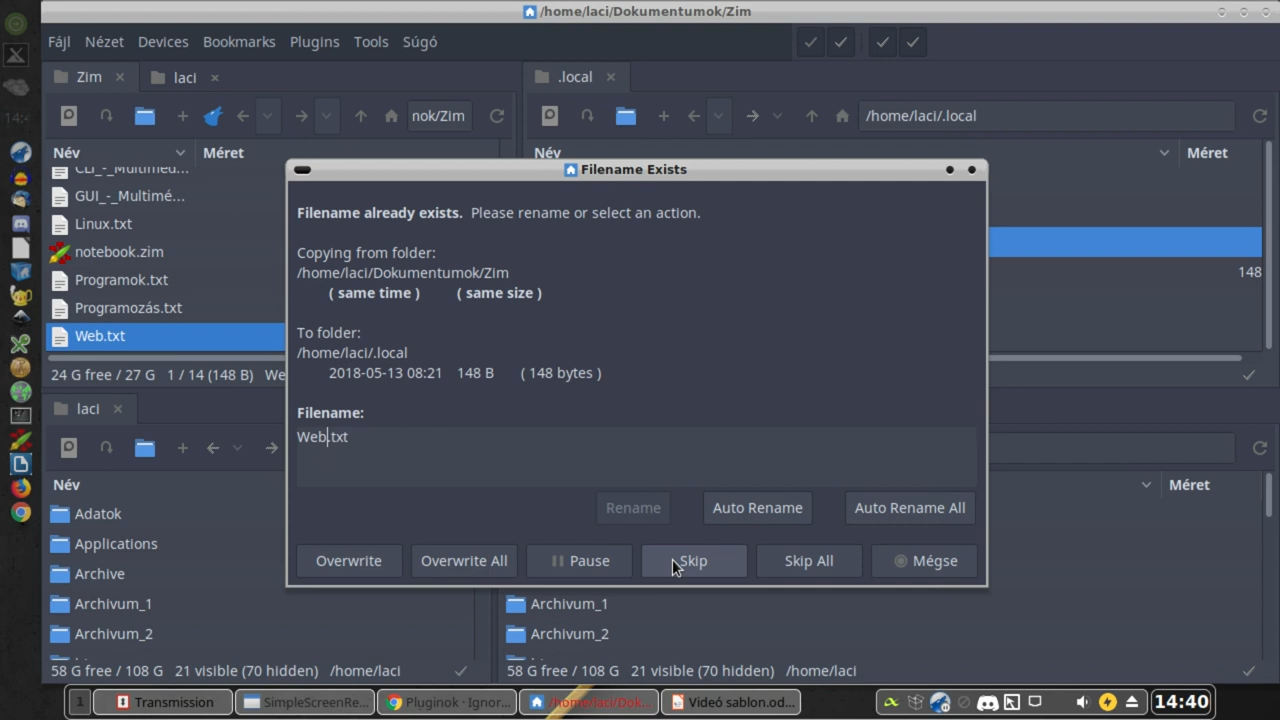 /home/laci/Dokumentumok/Zim
Fájl Nézet Devices Bookmarks Plugins Tools Súgó
Zim laci
.local
nok/Zim
/home/laci/.local
Név Méret
Név Méret
CLI_-_Multiméd...
GUI_-_Multimé...
Linux.txt
notebook.zim
Programok.txt
Programozás.txt
Web.txt
148
24 G free / 27 G 1 / 14 (148 B) We
Filename Exists
Filename already exists. Please rename or select an action.
Copying from folder:
/home/laci/Dokumentumok/Zim
( same time ) ( same size )
To folder:
/home/laci/.local
2018-05-13 08:21 148 B ( 148 bytes )
Filename:
Web.txt
Rename Auto Rename Auto Rename All
Overwrite Overwrite All Pause Skip Skip All Mégse
laci
Név
Méret
Adatok
Applications
Archive
Archivum_1
Archivum_2
Archivum_1
Archivum_2
58 G free / 108 G 21 visible (70 hidden) /home/laci
58 G free / 108 G 21 visible (70 hidden) /home/laci
1 Transmission SimpleScreenRe... Pluginok - Ignor... /home/laci/Dok... Videó sablon.od... 14:40